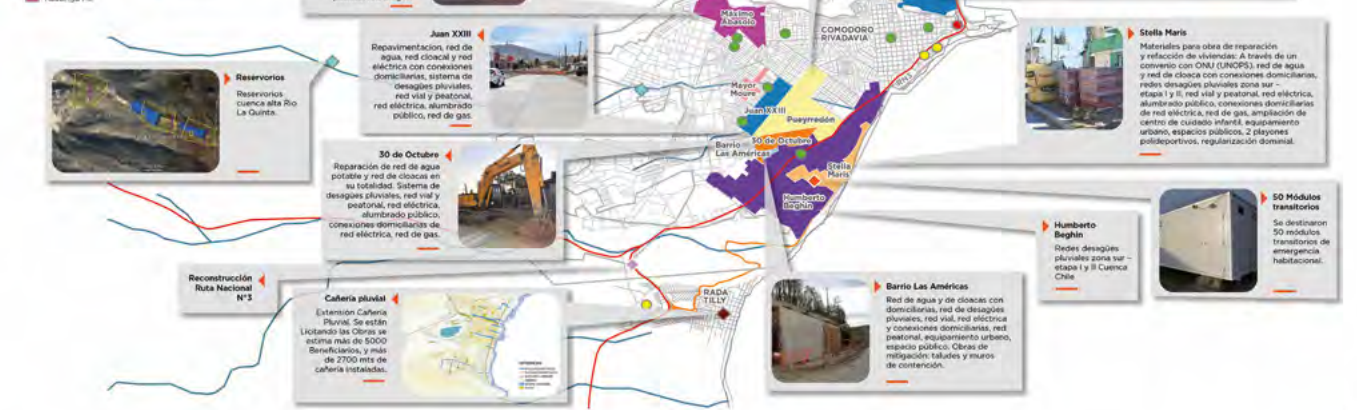 Juan XXIII
Repavimentacion, red de
agua, red cloacal y red
eléctrica con conexiones
domiciliarias, sistema de
desagües pluviales,
red vial y peatonal,
red eléctrica, alumbrado
público, red de gas.
Reservorios
Reservorios
cuenca alta Rio
La Quinta.
30 de Octubre
Reparación de red de agua
potable y red de cloacas en
su totalidad. Sistema de
desagües pluviales, red vial y
peatonal, red eléctrica,
alumbrado público,
conexiones domiciliarias de
red eléctrica, red de gas.
Reconstrucción
Ruta Nacional
N°3
Cañería pluvial
Extensión Cañería
Pluvial. Se están
Licitando las Obras se
estima más de 5000
Beneficiarios, y más
de 2700 mts de
cañería instaladas.
Máximo
Abasolo
COMODORO
RIVADAVIA
RN3
Mayor
Moure
Juan XXIII
Pueyrredón
30 de Octubre
Barrio
Las Américas
Stella
Maris
Humberto
Beghin
RADA
TILLY
Stella Maris
Materiales para obra de reparación
y refacción de viviendas: A través de un
convenio con ONU (UNOPS). red de agua
y red de cloaca con conexiones domiciliarias,
redes desagües pluviales zona sur –
etapa I y II, red vial y peatonal, red eléctrica,
alumbrado público, conexiones domiciliarias
de red eléctrica, red de gas, ampliación de
centro de cuidado infantil, equipamiento
urbano, espacios públicos, 2 playones
polideportivos, regularización dominial.
50 Módulos
transitorios
Se destinaron
50 módulos
transitorios de
emergencia
habitacional.
Humberto
Beghin
Redes desagües
pluviales zona sur –
etapa I y II Cuenca
Chile
Barrio Las Américas
Red de agua y de cloacas con
domiciliarias, red de desagües
pluviales, red vial, red eléctrica
y conexiones domiciliarias, red
peatonal, equipamiento urbano,
espacio público. Obras de
mitigación: taludes y muros
de contención.